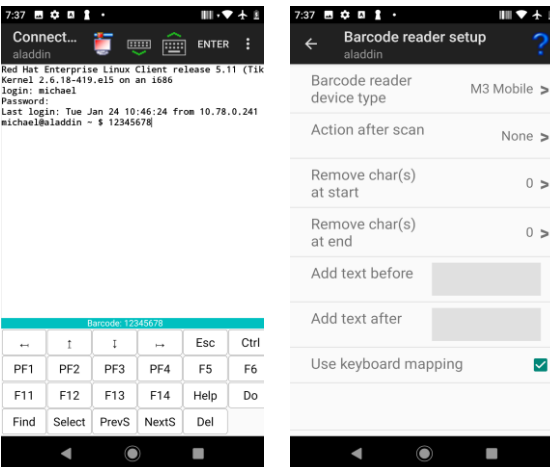 7:37
Connect...
aladdin
ENTER
Red Hat Enterprise Linux Client release 5.11 (Tik
Kernel 2.6.18-419.el5 on an i686
login: michael
Password:
Last login: Tue Jan 24 10:46:24 from 10.78.0.241
michael@aladdin ~ $ 12345678
Barcode: 12345678
Esc Ctrl
PF1 PF2 PF3 PF4 F5 F6
F11 F12 F13 F14 Help Do
Find Select PrevS NextS Del
7:37
Barcode reader setup
aladdin
?
Barcode reader
device type
M3 Mobile >
Action after scan
None >
Remove char(s)
at start
0 >
Remove char(s)
at end
0 >
Add text before
Add text after
Use keyboard mapping